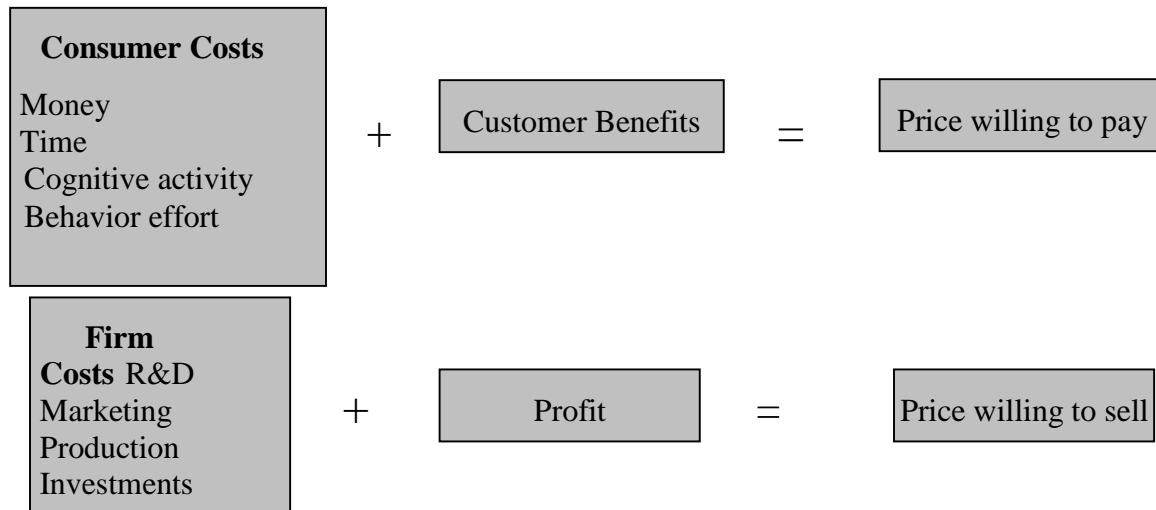 Consumer Costs
Money
Time
Cognitive activity
Behavior effort
+
Customer Benefits
=
Price willing to pay
Firm
Costs R&D
Marketing
Production
Investments
+
Profit
=
Price willing to sell